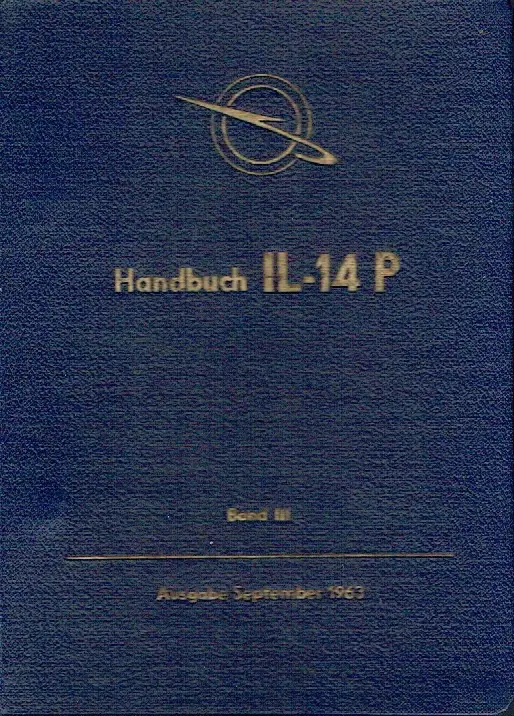 Handbuch IL-14 P
Band III
Ausgabe September 1963